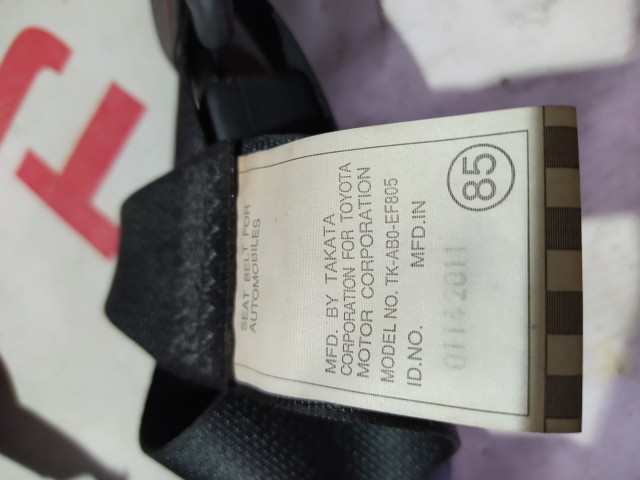 SEAT BELT FOR
AUTOMOBILES
MFD. BY TAKATA
CORPORATION FOR TOYOTA
MOTOR CORPORATION
MODEL NO. TK-AB0-EF805
ID.NO. MFD.IN
85